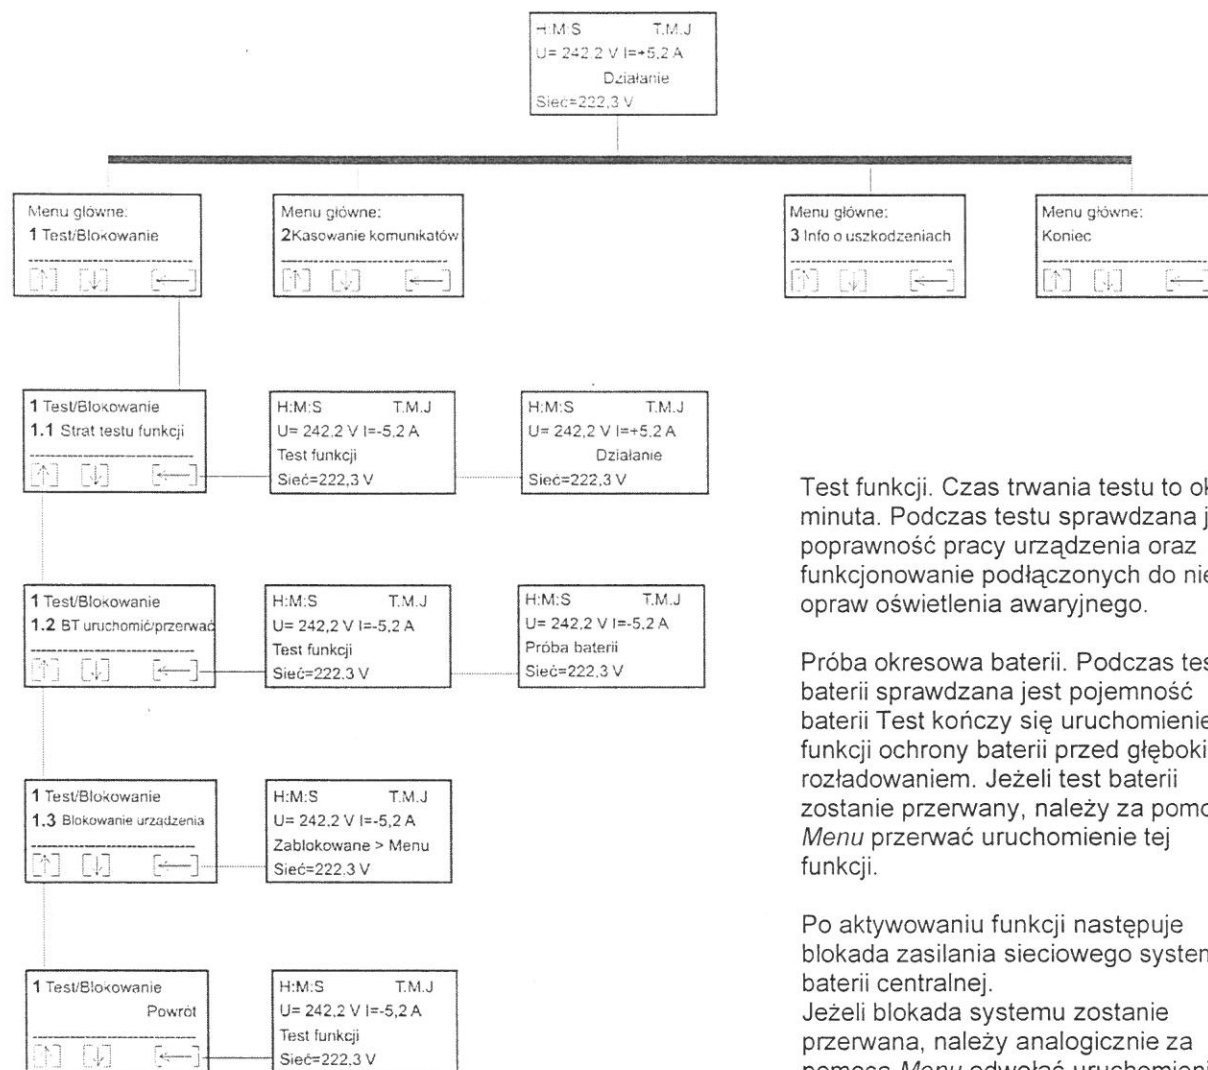 H:M:S T.M.J
U= 242,2 V I=+5,2 A
Działanie
Sieć=222,3 V
Menu główne:
1 Test/Blokowanie
[↑] [↓] [←]
Menu główne:
2Kasowanie komunikatów
[↑] [↓] [←]
Menu główne:
3 Info o uszkodzeniach
[↑] [↓] [←]
Menu główne:
Koniec
[↑] [↓] [←]
1 Test/Blokowanie
1.1 Strat testu funkcji
[↑] [↓] [←]
H:M:S T.M.J
U= 242,2 V I=-5,2 A
Test funkcji
Sieć=222,3 V
H:M:S T.M.J
U= 242,2 V I=+5,2 A
Działanie
Sieć=222,3 V
Test funkcji. Czas trwania testu to
minuta. Podczas testu sprawdzana
poprawność pracy urządzenia oraz
funkcjonowanie podłączonych do
opraw oświetlenia awaryjnego.
1 Test/Blokowanie
1.2 BT uruchomić/przerwać
[↑] [↓] [←]
H:M:S T.M.J
U= 242,2 V I=-5,2 A
Test funkcji
Sieć=222.3 V
H:M:S T.M.J
U= 242,2 V I=-5,2 A
Próba baterii
Sieć=222,3 V
Próba okresowa baterii. Podczas
baterii sprawdzana jest pojemność
baterii Test kończy się
funkcji ochrony baterii przed
rozładowaniem. Jeżeli test baterii
zostanie przerwany, należy za
Menu przerwać uruchomienie tej
funkcji.
1 Test/Blokowanie
1.3 Blokowanie urządzenia
[↑] [↓] [←]
H:M:S T.M.J
U= 242.2 V I=-5,2 A
Zablokowane > Menu
Sieć=222.3 V
Po aktywowaniu funkcji następuje
blokada zasilania sieciowego
baterii centralnej.
Jeżeli blokada systemu zostanie
przerwana, należy analogicznie za
pomocą Menu odwołać
1 Test/Blokowanie
Powrót
[↑] [↓] [←]
H:M:S T.M.J
U= 242,2 V I=-5,2 A
Test funkcji
Sieć=222,3 V